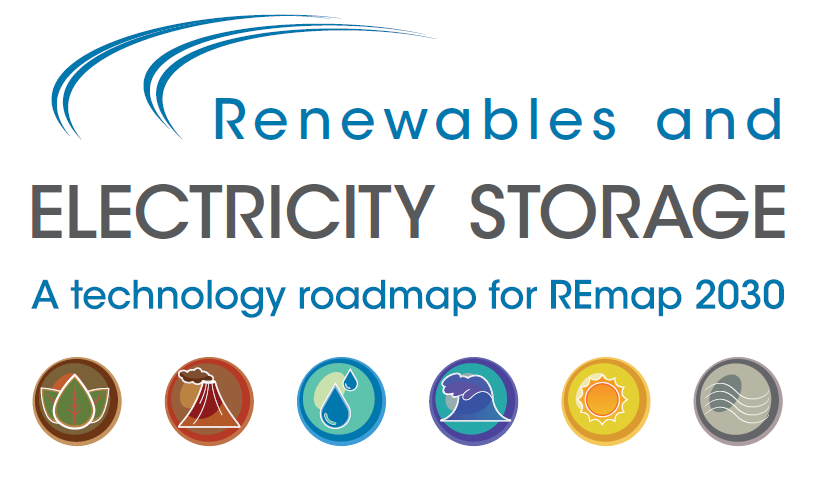 Renewables and
ELECTRICITY STORAGE
A technology roadmap for REmap 2030